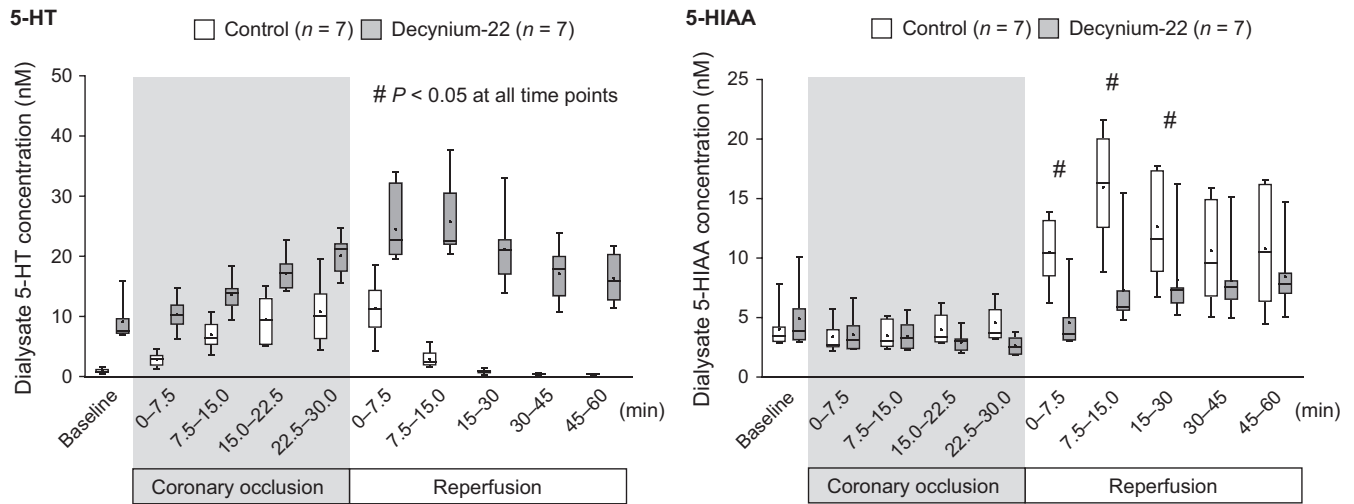 5-HT
Control (n = 7) Decynium-22 (n = 7)
Dialysate 5-HT concentration (nM)
50
40
30
20
10
0
# P < 0.05 at all time points
Baseline
0–7.5
7.5–15.0
15.0–22.5
22.5–30.0
0–7.5
7.5–15.0
15–30
30–45
45–60
(min)
Coronary occlusion
Reperfusion
5-HIAA
Control (n = 7) Decynium-22 (n = 7)
Dialysate 5-HIAA concentration (nM)
25
20
15
10
5
0
#
#
#
Baseline
0–7.5
7.5–15.0
15.0–22.5
22.5–30.0
0–7.5
7.5–15.0
15–30
30–45
45–60
(min)
Coronary occlusion
Reperfusion